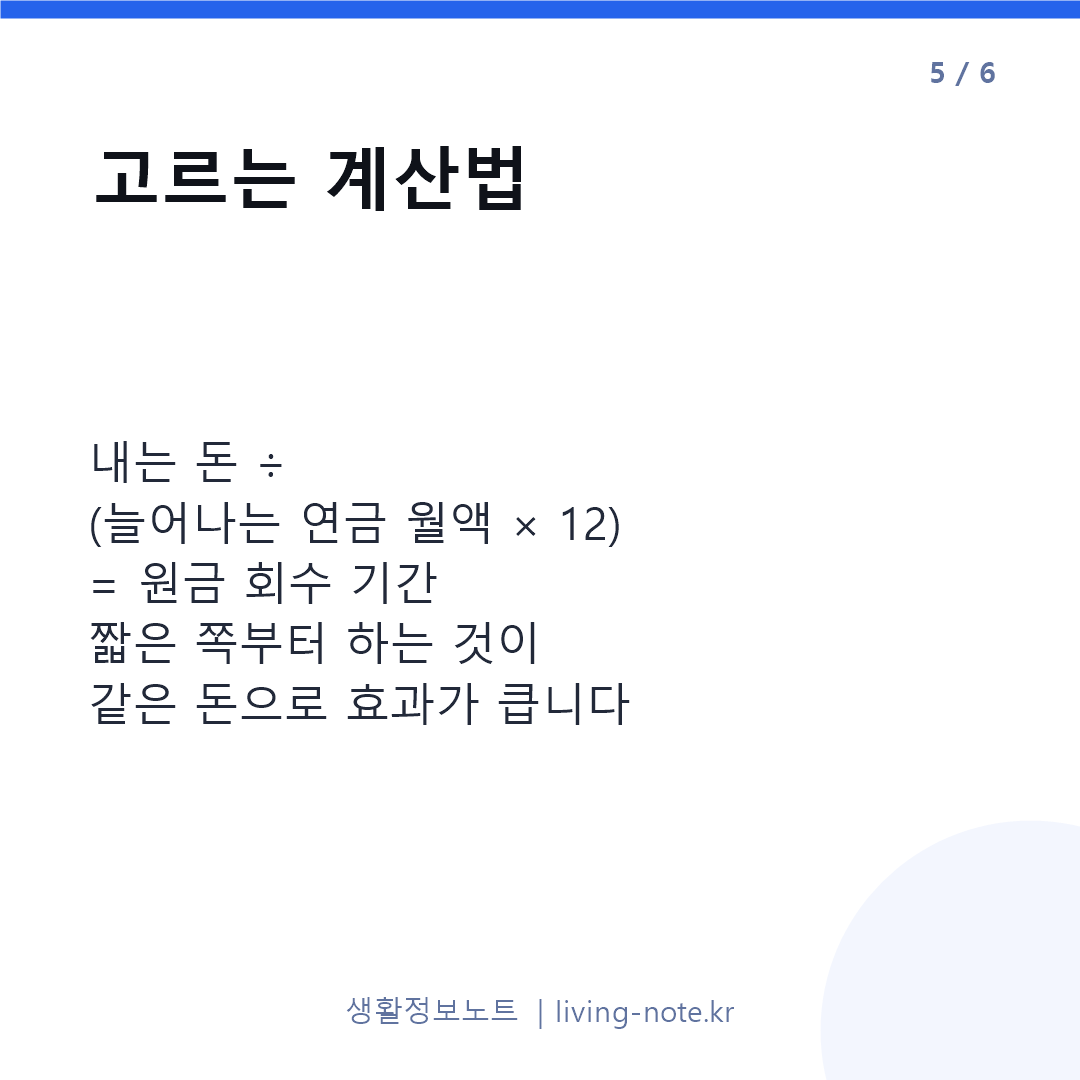 5 / 6
고르는 계산법
내는 돈 ÷
(늘어나는 연금 월액 × 12)
= 원금 회수 기간
짧은 쪽부터 하는 것이
같은 돈으로 효과가 큽니다
생활정보노트 | living-note.kr